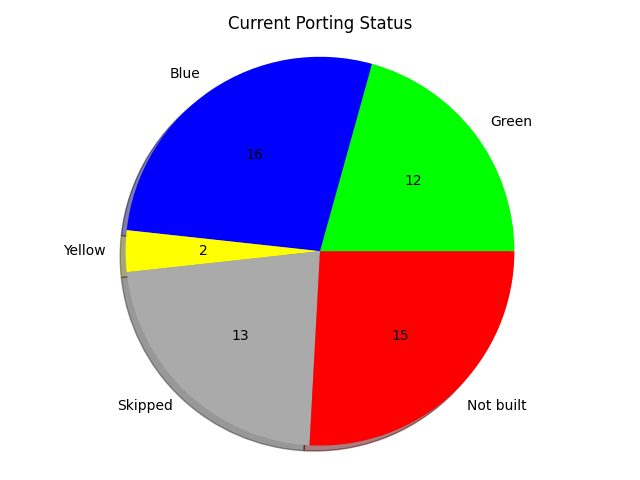 Current Porting Status
Blue
Green
16
12
Yellow
2
13
15
Skipped
Not built